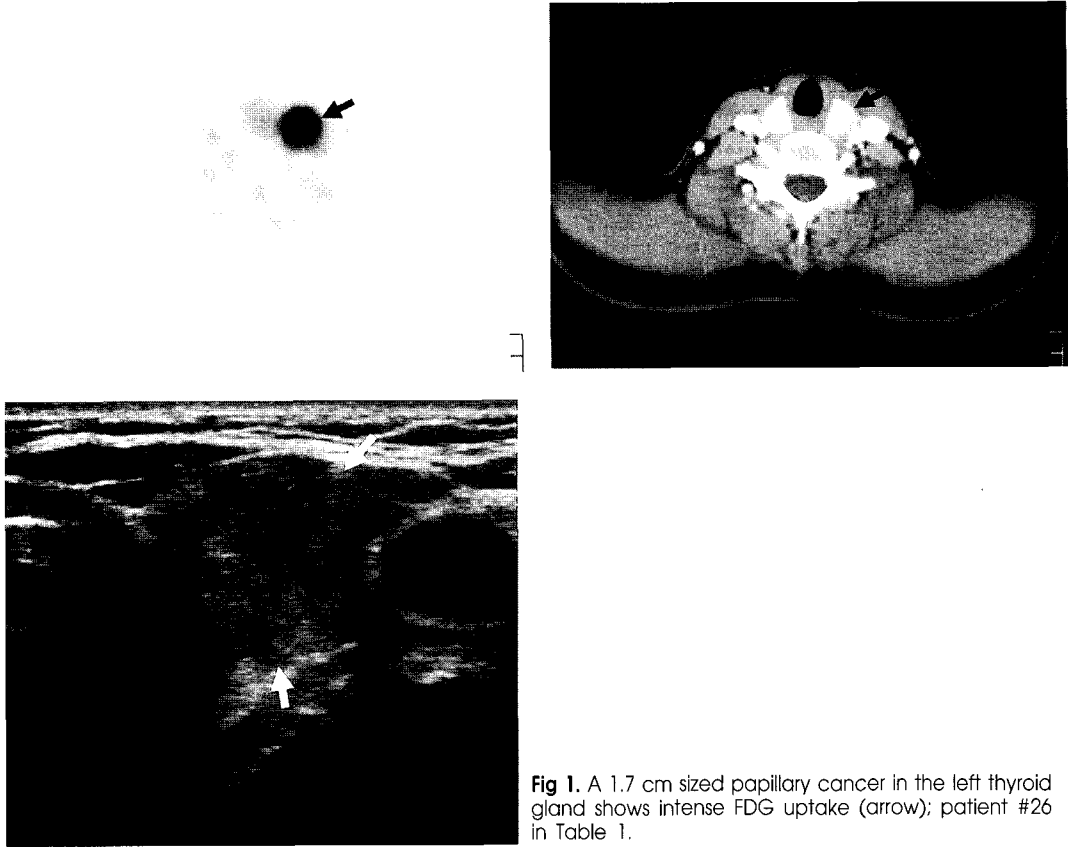 Fig 1. A 1.7 cm sized papillary cancer in the left thyroid
gland shows intense FDG uptake (arrow); patient #26
in Table 1.